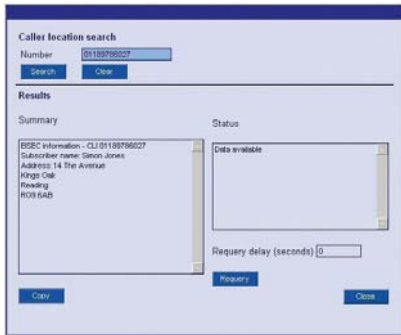 Caller location search
Number 01189786027
Search Clear
Results
Summary
Status
BSEC information - CLI 01189786027
Subscriber name: Simon Jones
Address: 14 The Avenue
Kings Oak
Reading
RG9 6AB
Data available
Requery delay (seconds) 0
Requery
Copy
Close